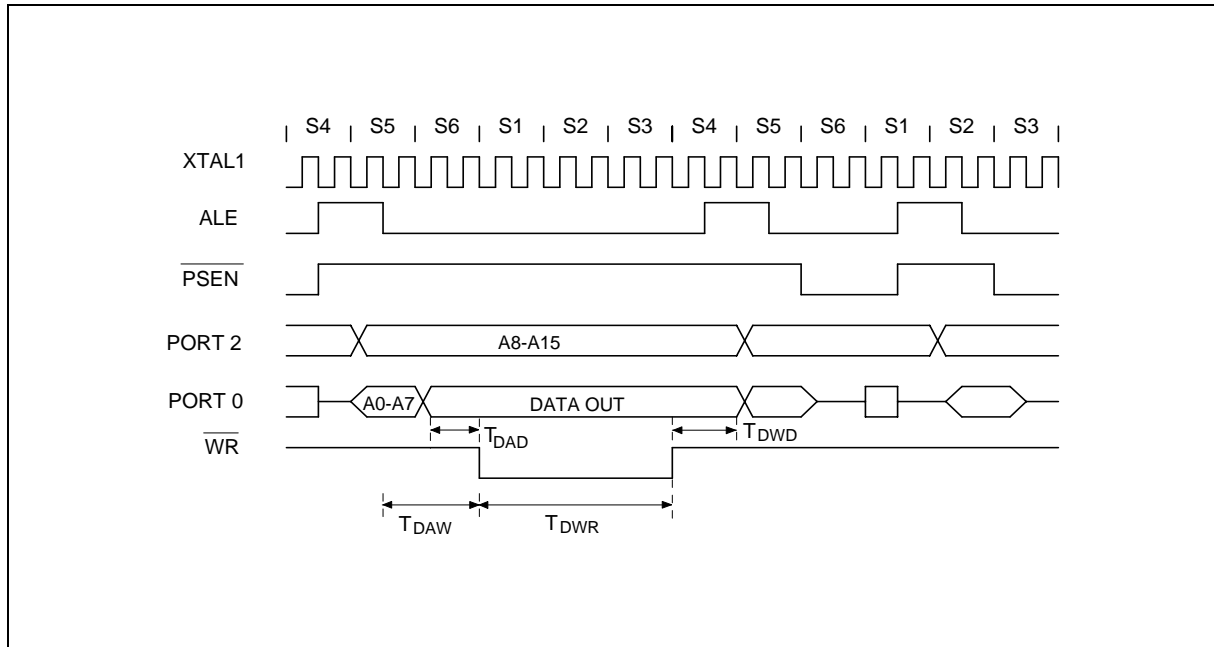 S4 S5 S6 S1 S2 S3 S4 S5 S6 S1 S2 S3
XTAL1
ALE
PSEN
PORT 2 A8-A15
PORT 0 A0-A7 DATA OUT
TDAD TDWD
WR
TDAW TDWR